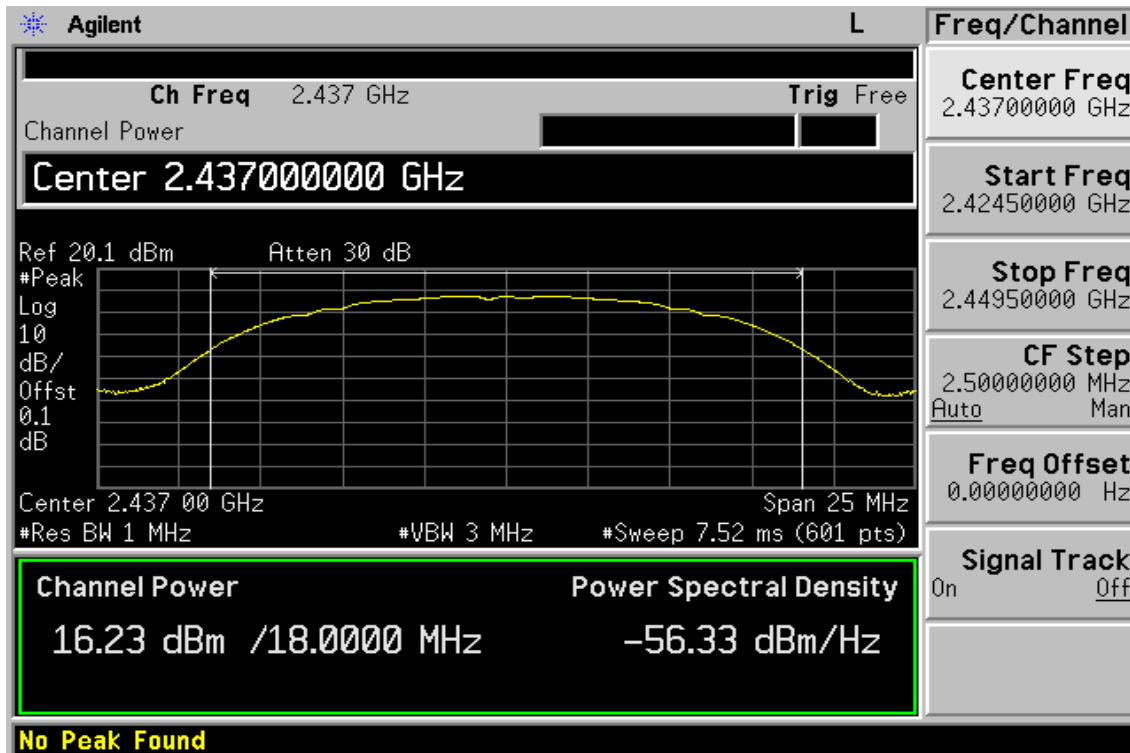 Agilent L
Ch Freq 2.437 GHz Trig Free
Channel Power
Center 2.437000000 GHz
Ref 20.1 dBm Atten 30 dB
#Peak
Log
10
dB/
Offst
0.1
dB
Center 2.437 00 GHz Span 25 MHz
#Res BW 1 MHz #VBW 3 MHz #Sweep 7.52 ms (601 pts)
Channel Power Power Spectral Density
16.23 dBm /18.0000 MHz -56.33 dBm/Hz
No Peak Found
Freq/Channel
Center Freq
2.43700000 GHz
Start Freq
2.42450000 GHz
Stop Freq
2.44950000 GHz
CF Step
2.50000000 MHz
Auto Man
Freq Offset
0.00000000 Hz
Signal Track
On Off